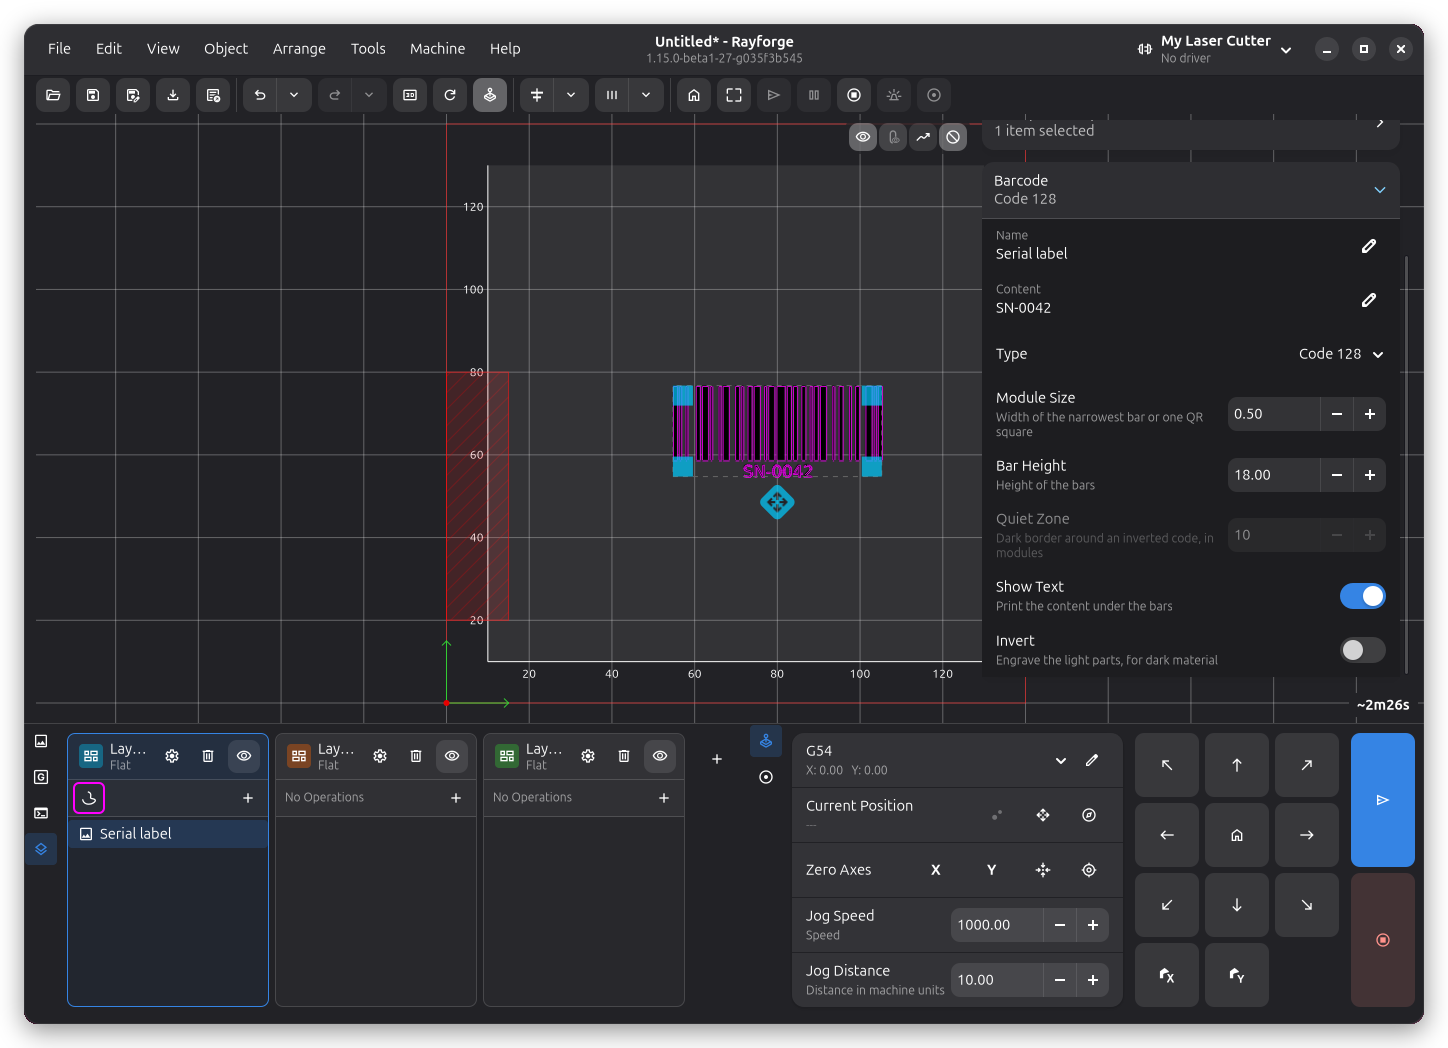 File Edit View Object Arrange Tools Machine Help
Untitled* - Rayforge
1.15.0-beta1-27-g035f3b545
My Laser Cutter
No driver
3D
1 item selected
Barcode
Code 128
Name
Serial label
Content
SN-0042
Type Code 128
Module Size
Width of the narrowest bar or one QR
square
0.50
Bar Height
Height of the bars
18.00
Quiet Zone
Dark border around an inverted code, in
modules
10
Show Text
Print the content under the bars
Invert
Engrave the light parts, for dark material
120
100
80
60
40
20
20 40 60 80 100 120
SN-0042
~2m26s
Lay...
Flat
Lay...
Flat
Lay...
Flat
No Operations
No Operations
Serial label
G
G54
X: 0.00 Y: 0.00
Current Position
—
Zero Axes X Y
Jog Speed
Speed
1000.00
Jog Distance
Distance in machine units
10.00
X
Y